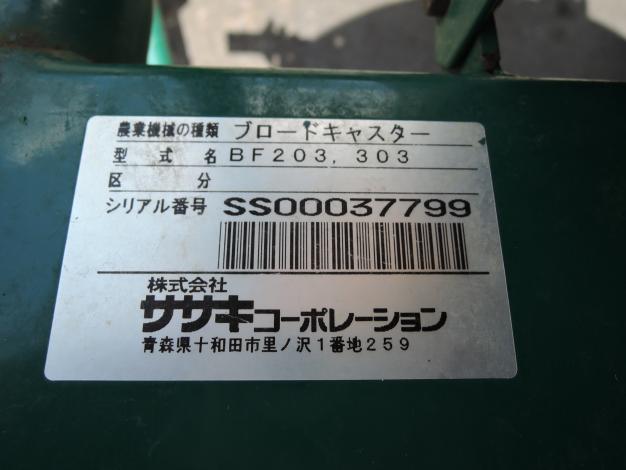 農業機械の種類 ブロードキャスター
型式名 BF203, 303
区分
シリアル番号 SS00037799
株式会社
ササキコーポレーション
青森県十和田市里ノ沢1番地259